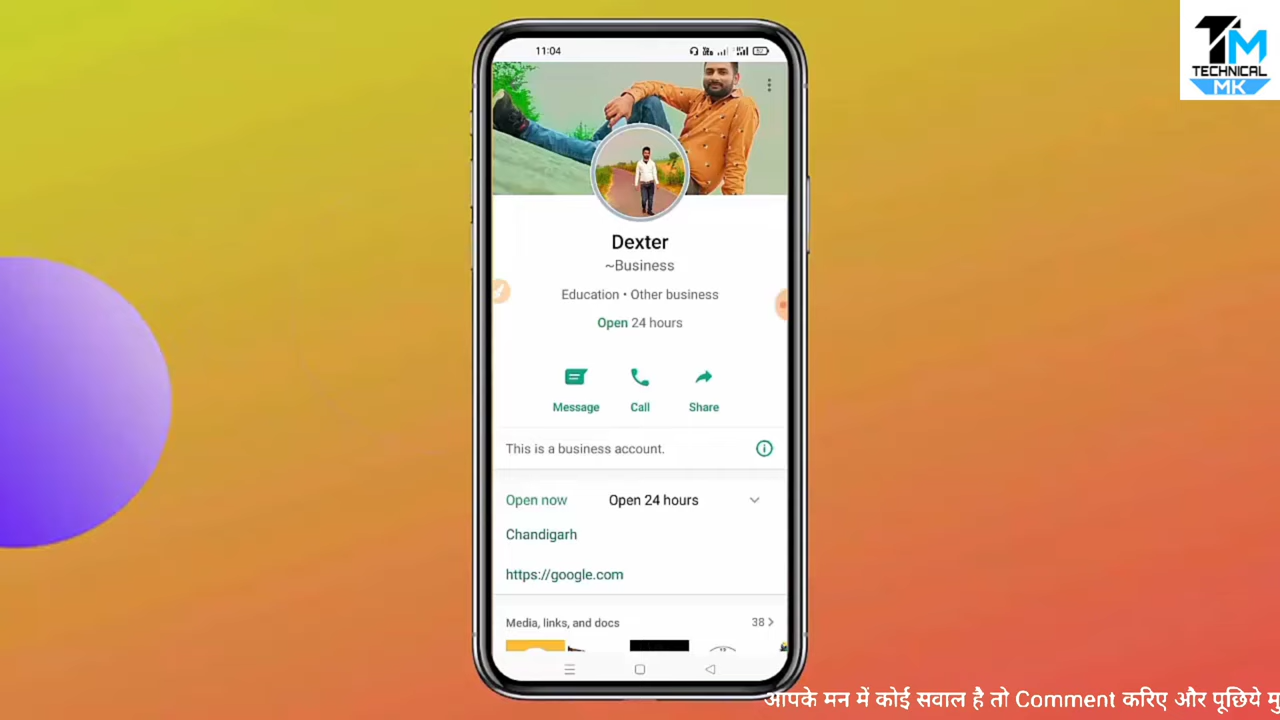 11:04
TM
TECHNICAL
MK
Dexter
~Business
Education • Other business
Open 24 hours
Message Call Share
This is a business account.
Open now Open 24 hours
Chandigarh
https://google.com
Media, links, and docs 38
आपके मन में कोई सवाल है तो Comment करिए और पूछिये